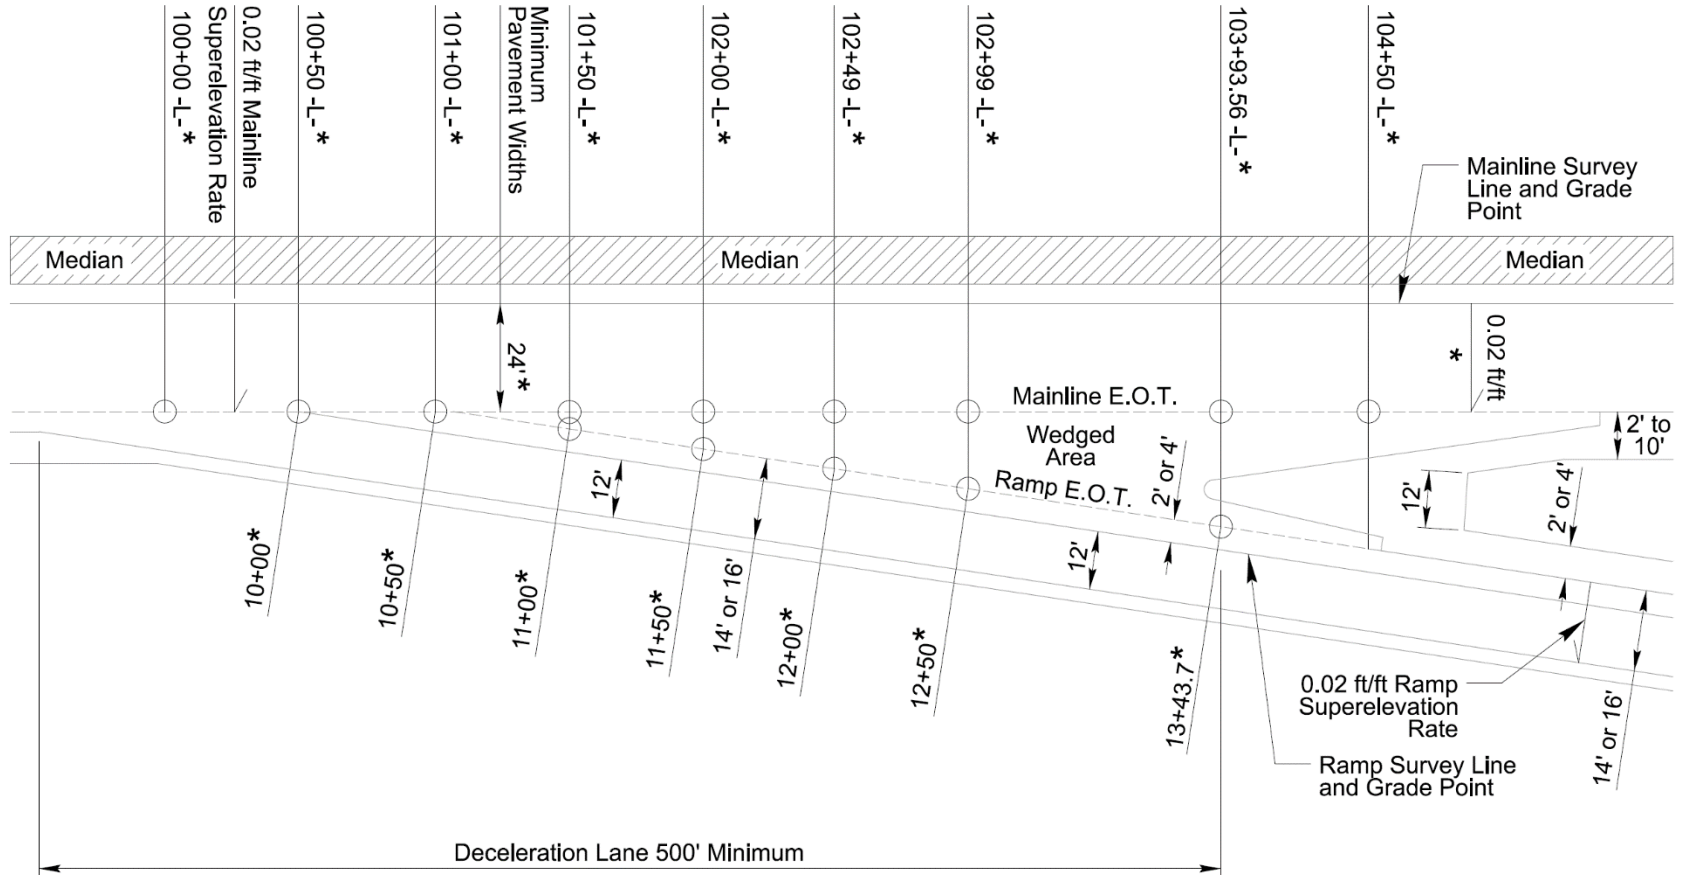 100+00 -L-*
0.02 ft/ft Mainline
Superelevation Rate
100+50 -L-*
101+00 -L-*
Minimum
Pavement Widths
101+50 -L-*
102+00 -L-*
102+49 -L-*
102+99 -L-*
103+93.56 -L-*
104+50 -L-*
Mainline Survey
Line and Grade
Point
Median
Median
Median
24'*
0.02 ft/ft
*
Mainline E.O.T.
2' to
10'
Wedged
Area
Ramp E.O.T.
2' or 4'
12'
12'
12'
2' or 4'
10+00*
10+50*
11+00*
11+50*
14' or 16'
12+00*
12+50*
13+43.7*
0.02 ft/ft Ramp
Superelevation
Rate
14' or 16'
Ramp Survey Line
and Grade Point
Deceleration Lane 500' Minimum